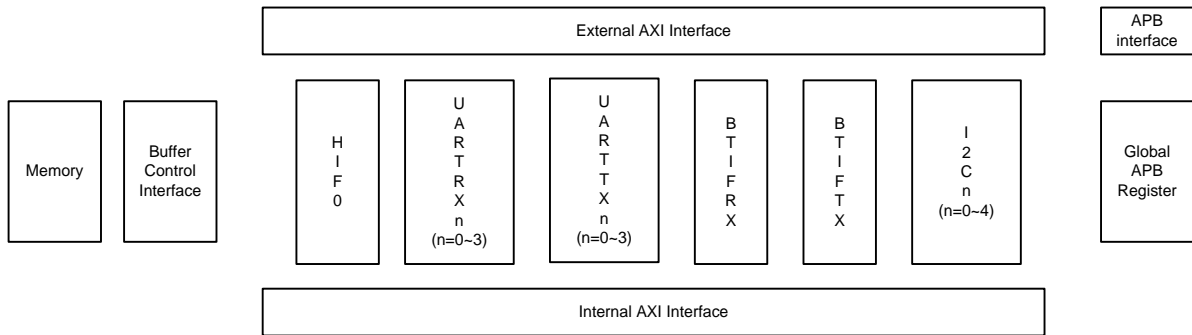 External AXI Interface
APB
interface
Memory
Buffer
Control
Interface
H
I
F
0
U
A
R
T
R
X
n
(n=0~3)
U
A
R
T
T
X
n
(n=0~3)
B
T
I
F
R
X
B
T
I
F
T
X
I
2
C
n
(n=0~4)
Global
APB
Register
Internal AXI Interface